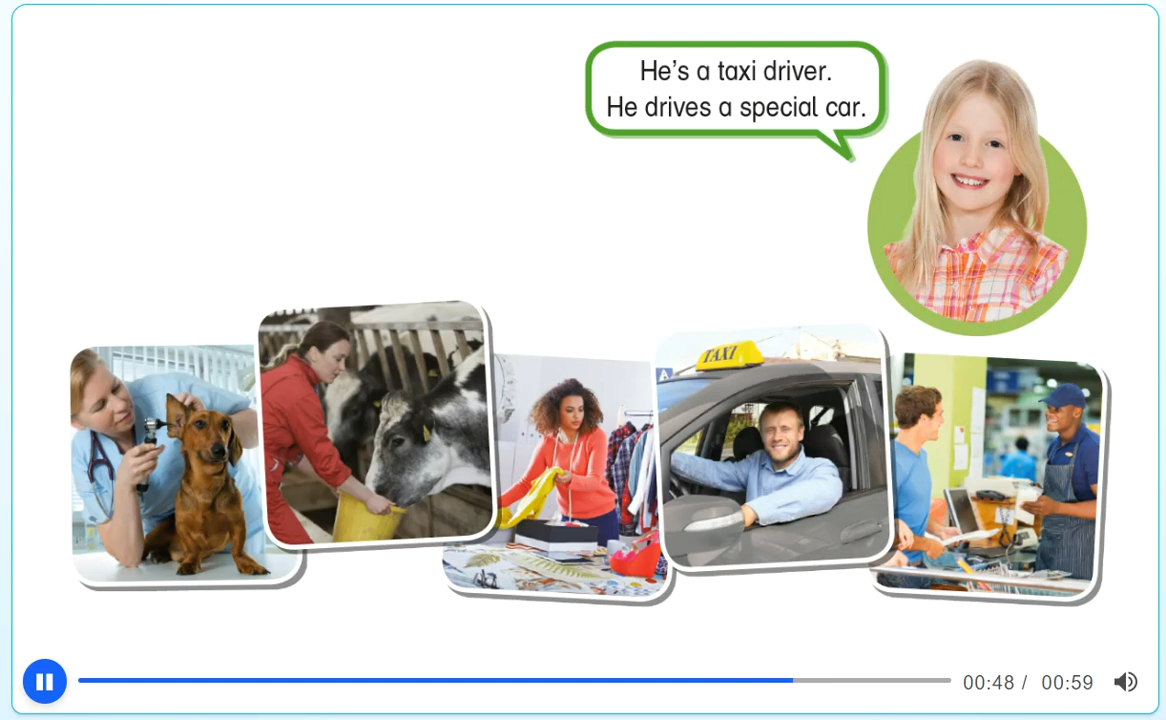 He's a taxi driver.
He drives a special car.
TAXI
A
00:48 / 00:59